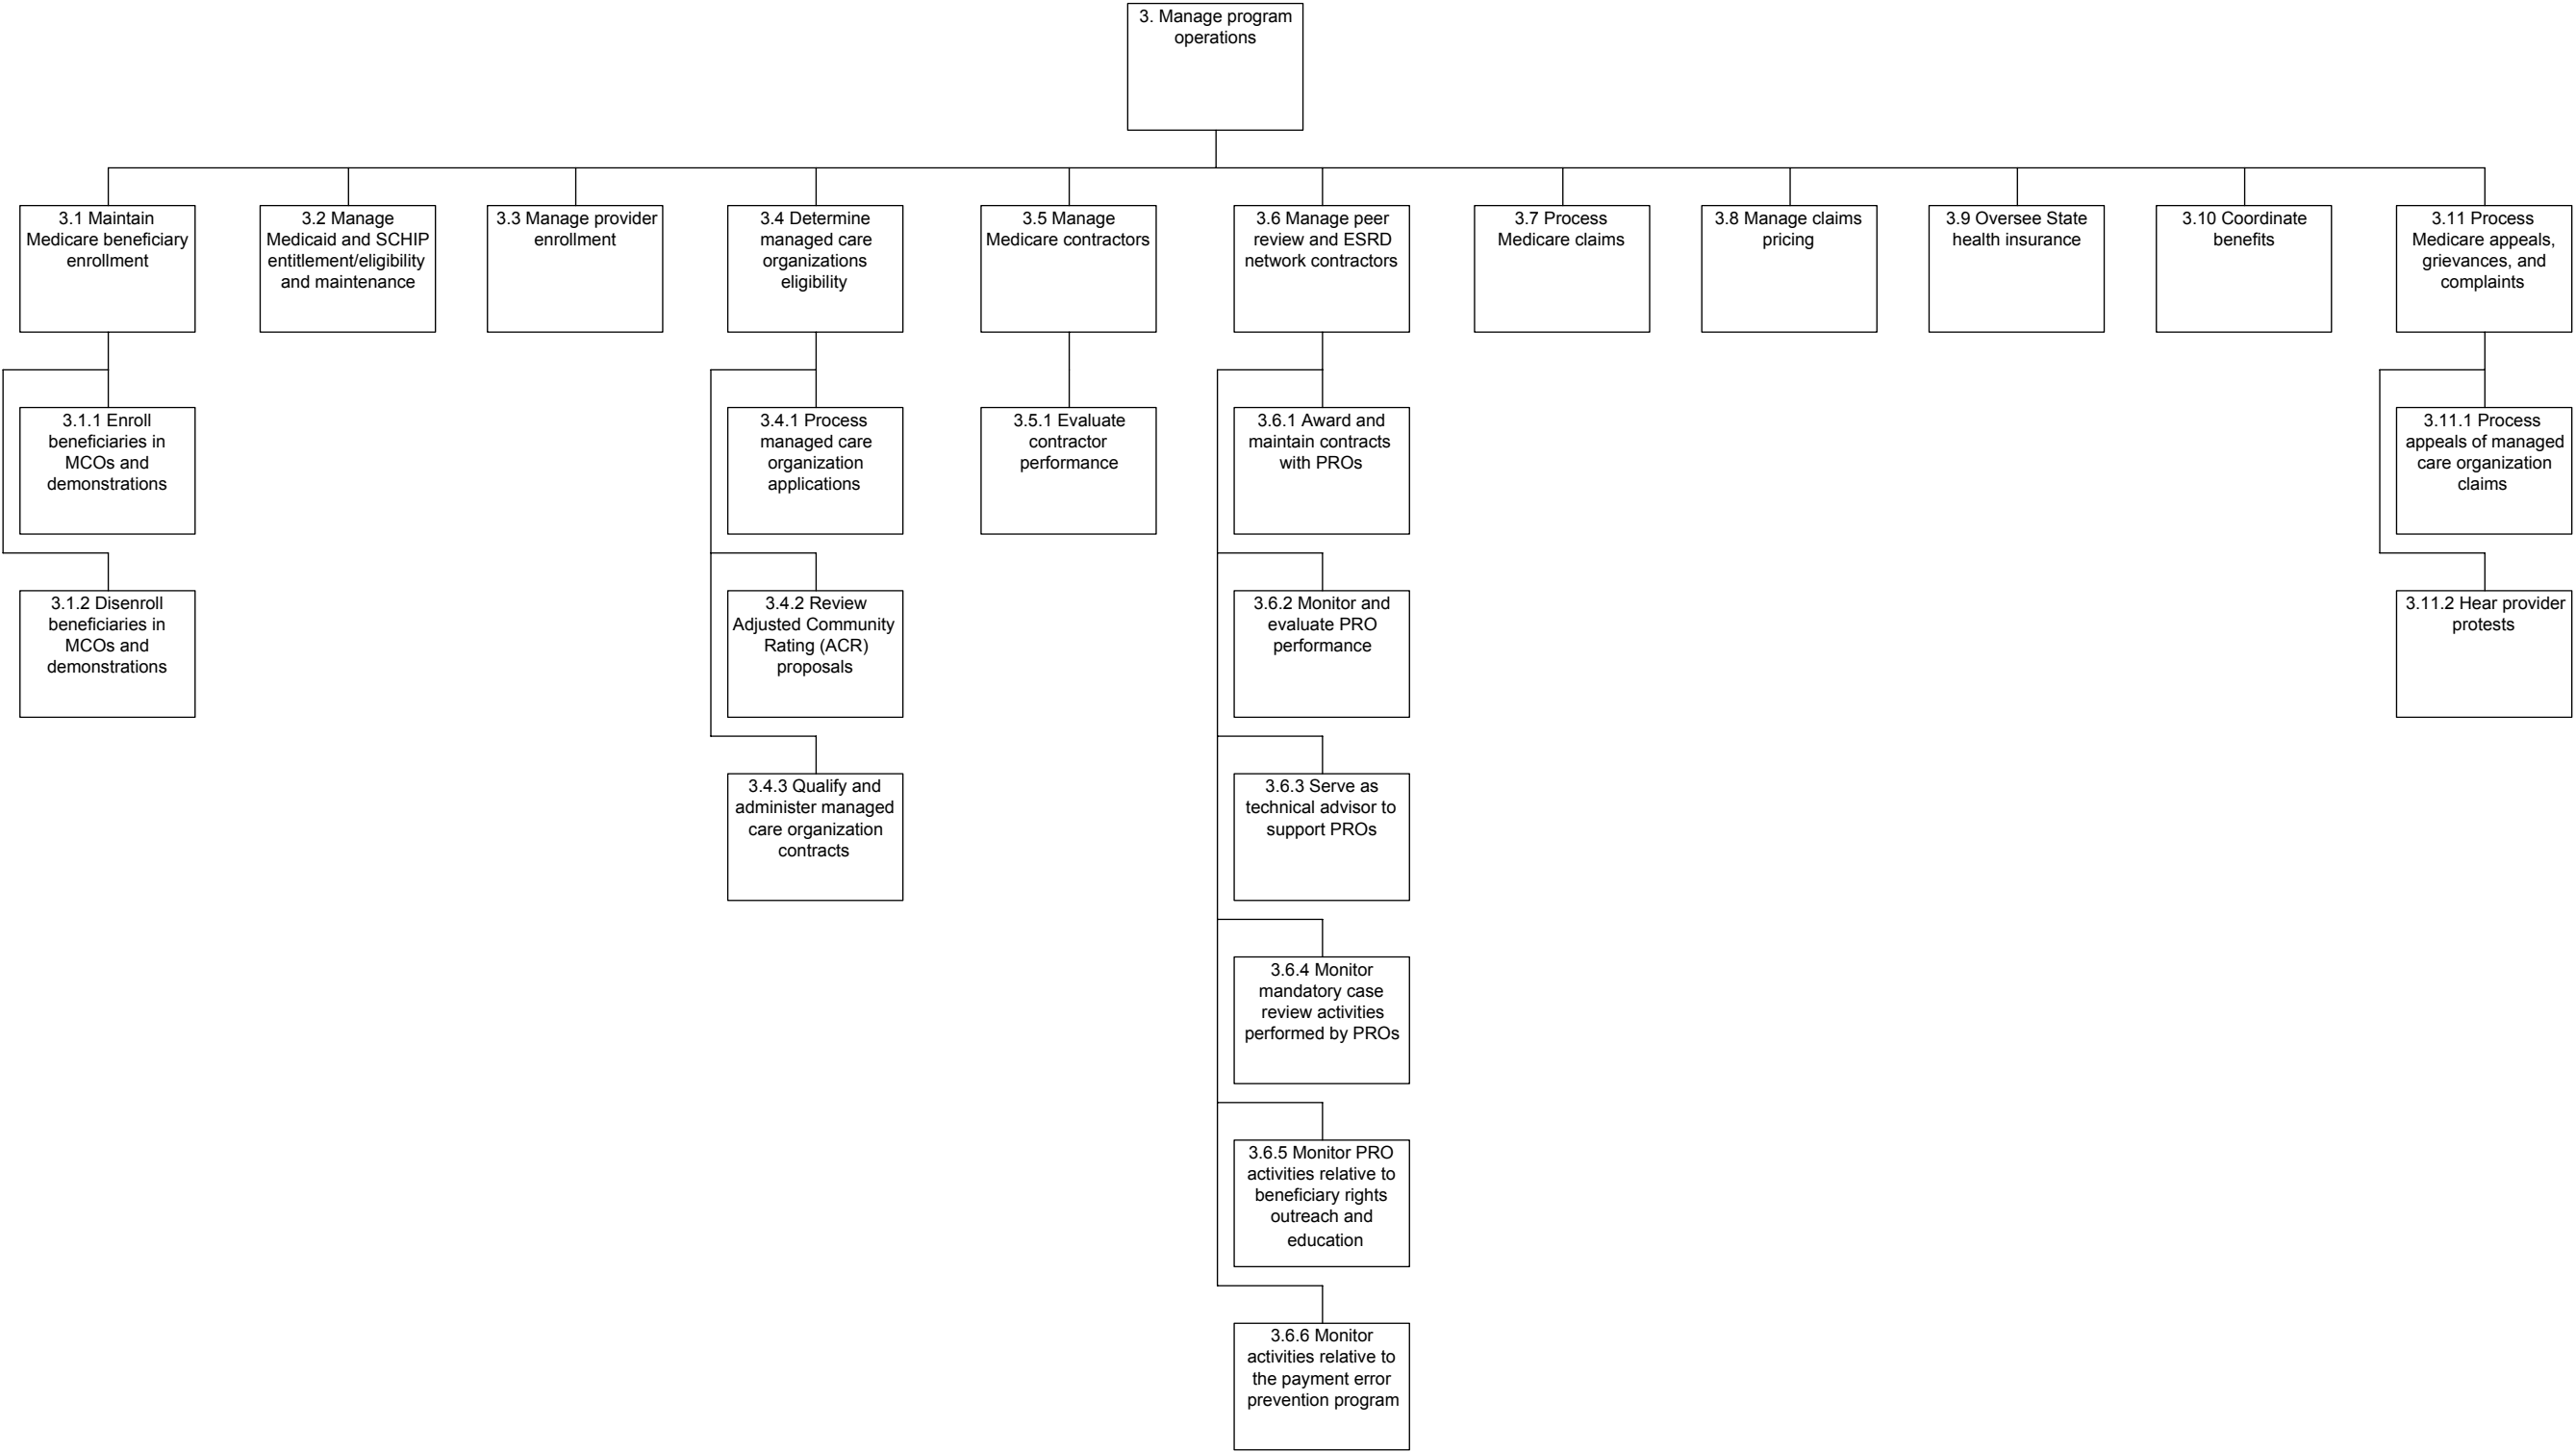 3. Manage program
operations
3.1 Maintain
Medicare beneficiary
enrollment
3.2 Manage
Medicaid and SCHIP
entitlement/eligibility
and maintenance
3.3 Manage provider
enrollment
3.4 Determine
managed care
organizations
eligibility
3.5 Manage
Medicare contractors
3.6 Manage peer
review and ESRD
network contractors
3.7 Process
Medicare claims
3.8 Manage claims
pricing
3.9 Oversee State
health insurance
3.10 Coordinate
benefits
3.11 Process
Medicare appeals,
grievances, and
complaints
3.1.1 Enroll
beneficiaries in
MCOs and
demonstrations
3.4.1 Process
managed care
organization
applications
3.5.1 Evaluate
contractor
performance
3.6.1 Award and
maintain contracts
with PROs
3.11.1 Process
appeals of managed
care organization
claims
3.1.2 Disenroll
beneficiaries in
MCOs and
demonstrations
3.4.2 Review
Adjusted Community
Rating (ACR)
proposals
3.6.2 Monitor and
evaluate PRO
performance
3.11.2 Hear provider
protests
3.4.3 Qualify and
administer managed
care organization
contracts
3.6.3 Serve as
technical advisor to
support PROs
3.6.4 Monitor
mandatory case
review activities
performed by PROs
3.6.5 Monitor PRO
activities relative to
beneficiary rights
outreach and
education
3.6.6 Monitor
activities relative to
the payment error
prevention program